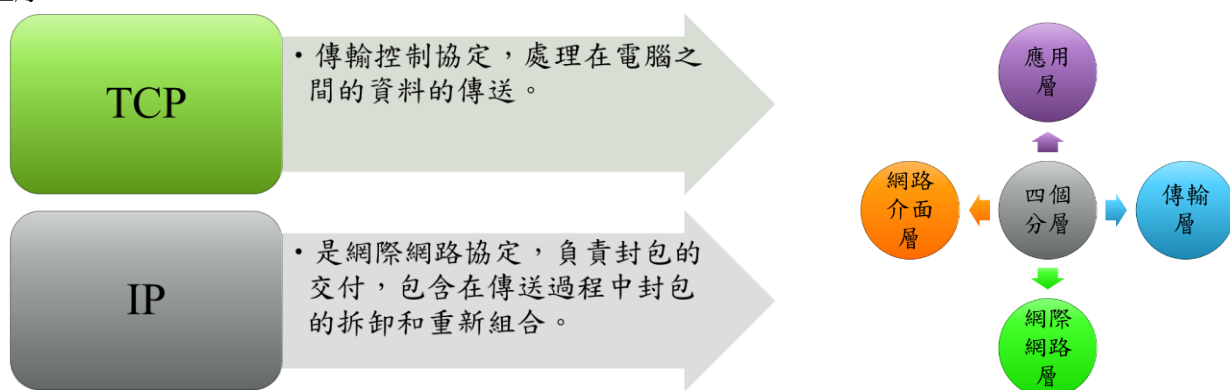 TCP
• 傳輸控制協定，處理在電腦之
間的資料的傳送。
IP
• 是網際網路協定，負責封包的
交付，包含在傳送過程中封包
的拆卸和重新組合。
應用
層
網路
介面
層
四個
分層
傳輸
層
網際
網路
層